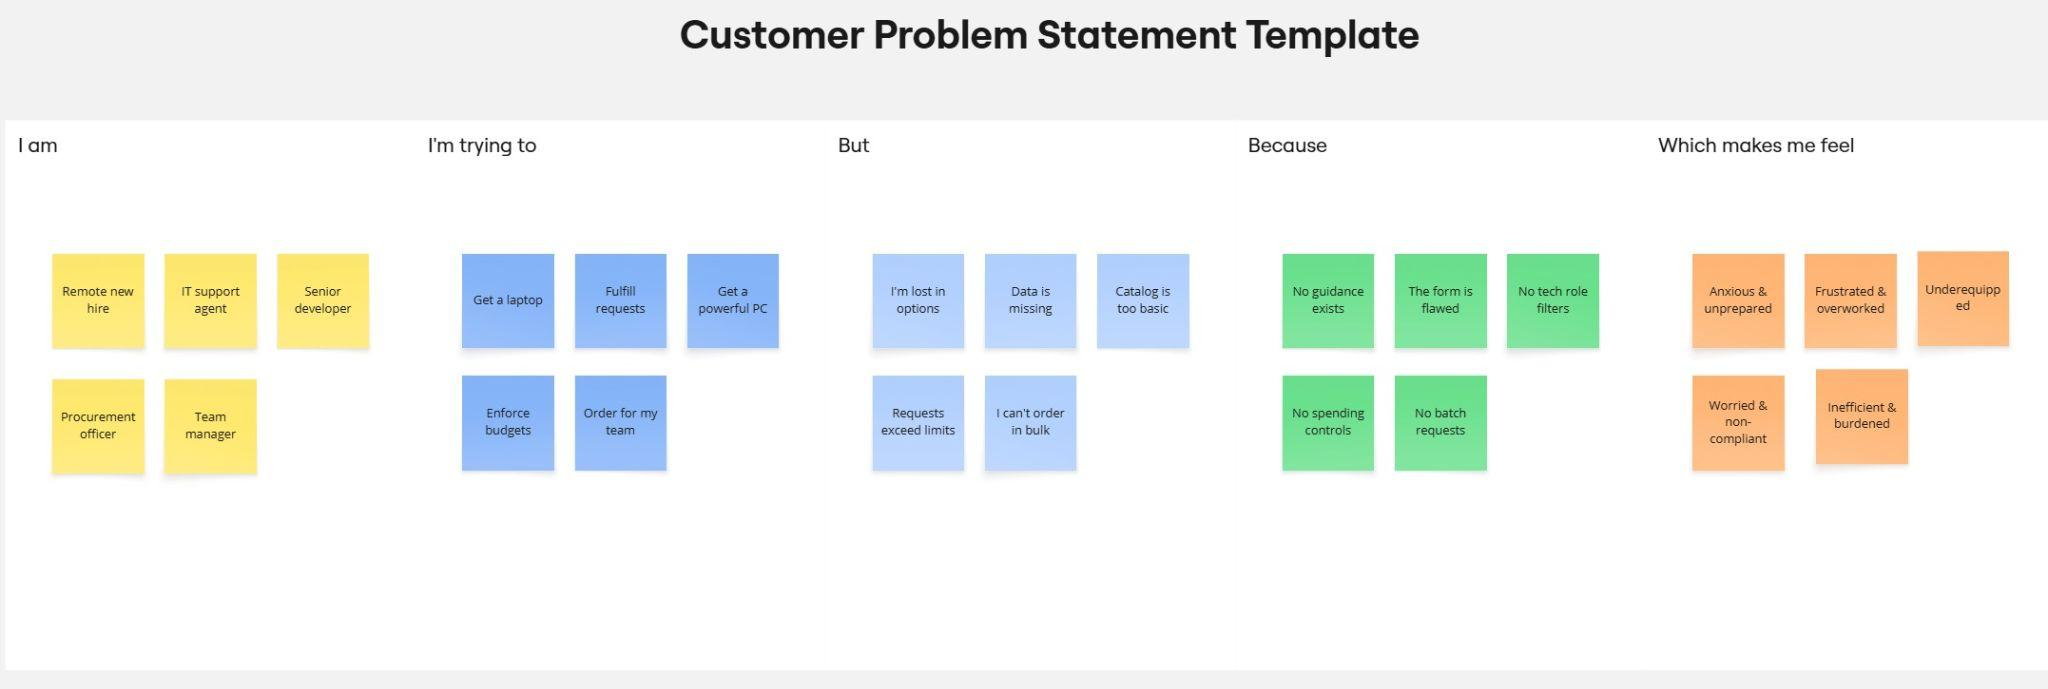 Customer Problem Statement Template
I am
I'm trying to
But
Because
Which makes me feel
Remote new
hire
IT support
agent
Senior
developer
Procurement
officer
Team
manager
Get a laptop
Fulfill
requests
Get a
powerful PC
Enforce
budgets
Order for my
team
I'm lost in
options
Data is
missing
Catalog is
too basic
Requests
exceed limits
I can't order
in bulk
No guidance
exists
The form is
flawed
No tech role
filters
No spending
controls
No batch
requests
Anxious &
unprepared
Frustrated &
overworked
Underequipp
ed
Worried &
non-
compliant
Inefficient &
burdened